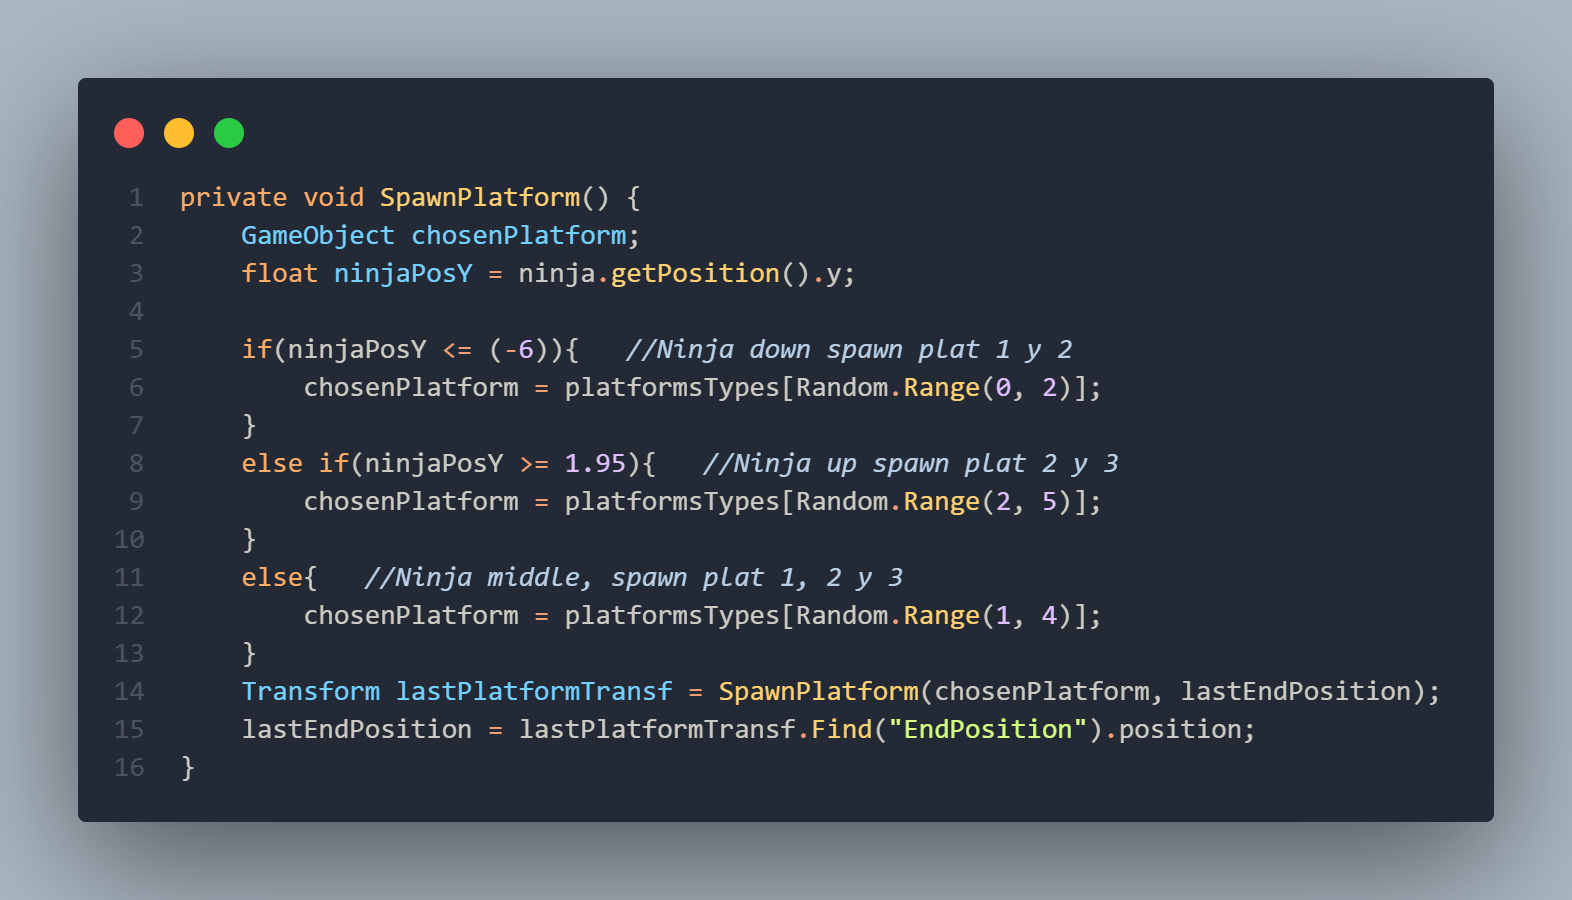 1 private void SpawnPlatform() {
2     GameObject chosenPlatform;
3     float ninjaPosY = ninja.getPosition().y;
4
5     if(ninjaPosY <= (-6)){   //Ninja down spawn plat 1 y 2
6         chosenPlatform = platformsTypes[Random.Range(0, 2)];
7     }
8     else if(ninjaPosY >= 1.95){   //Ninja up spawn plat 2 y 3
9         chosenPlatform = platformsTypes[Random.Range(2, 5)];
10     }
11     else{   //Ninja middle, spawn plat 1, 2 y 3
12         chosenPlatform = platformsTypes[Random.Range(1, 4)];
13     }
14     Transform lastPlatformTransf = SpawnPlatform(chosenPlatform, lastEndPosition);
15     lastEndPosition = lastPlatformTransf.Find("EndPosition").position;
16 }